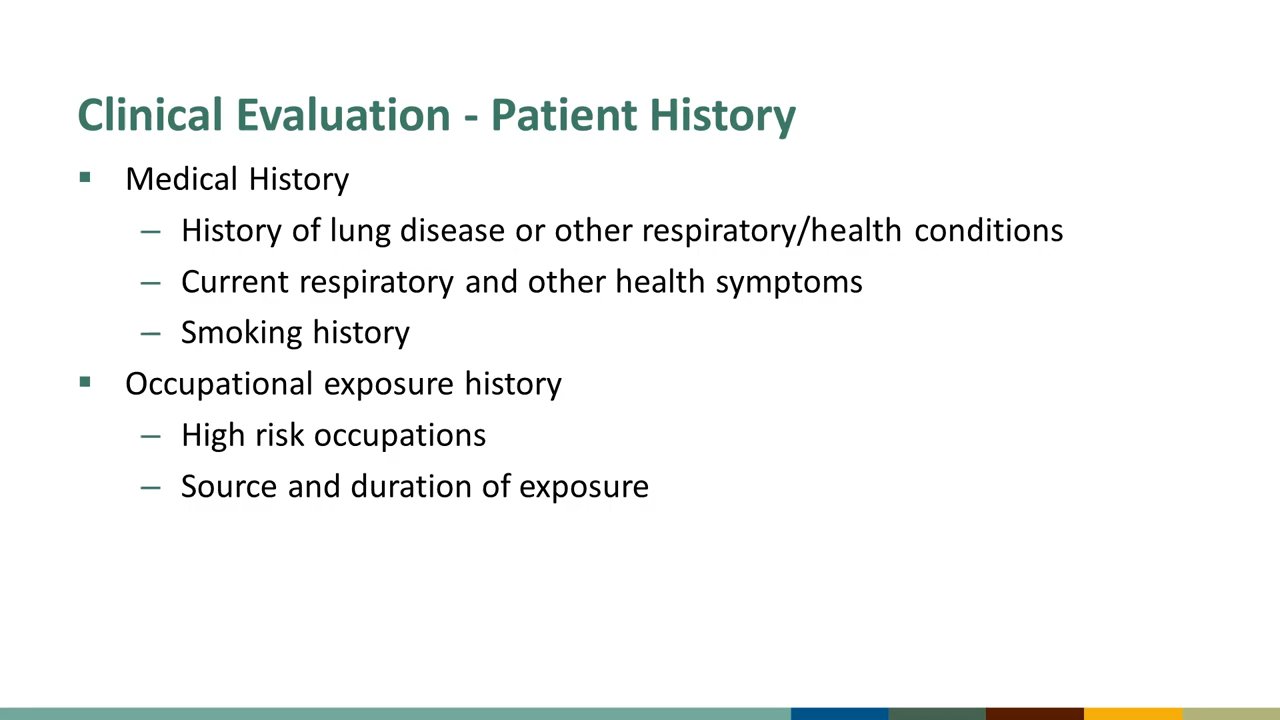 Clinical Evaluation - Patient History
▪ Medical History
– History of lung disease or other respiratory/health conditions
– Current respiratory and other health symptoms
– Smoking history
▪ Occupational exposure history
– High risk occupations
– Source and duration of exposure